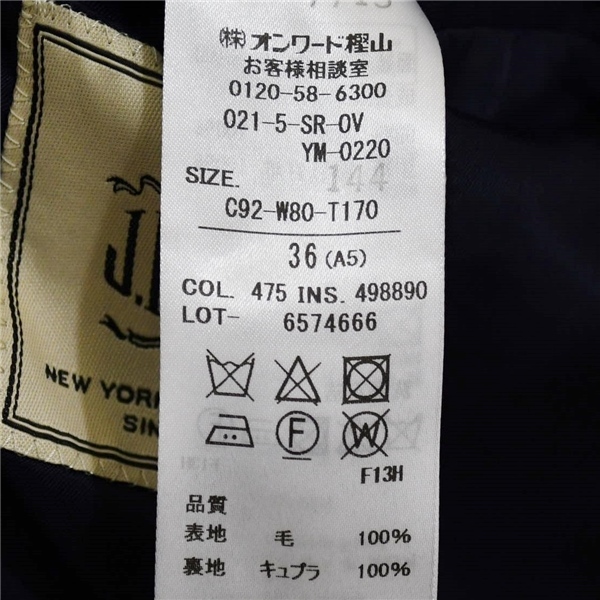 (株)オンワード樫山
お客様相談室
0120-58-6300
021-5-SR-OV
YM-0220
SIZE. 144
C92-W80-T170
36 (A5)
COL. 475 INS. 498890
LOT- 6574666
F
W
F13H
品質
表地 毛 100%
裏地 キュプラ 100%
J.
NEW YORK
SIN